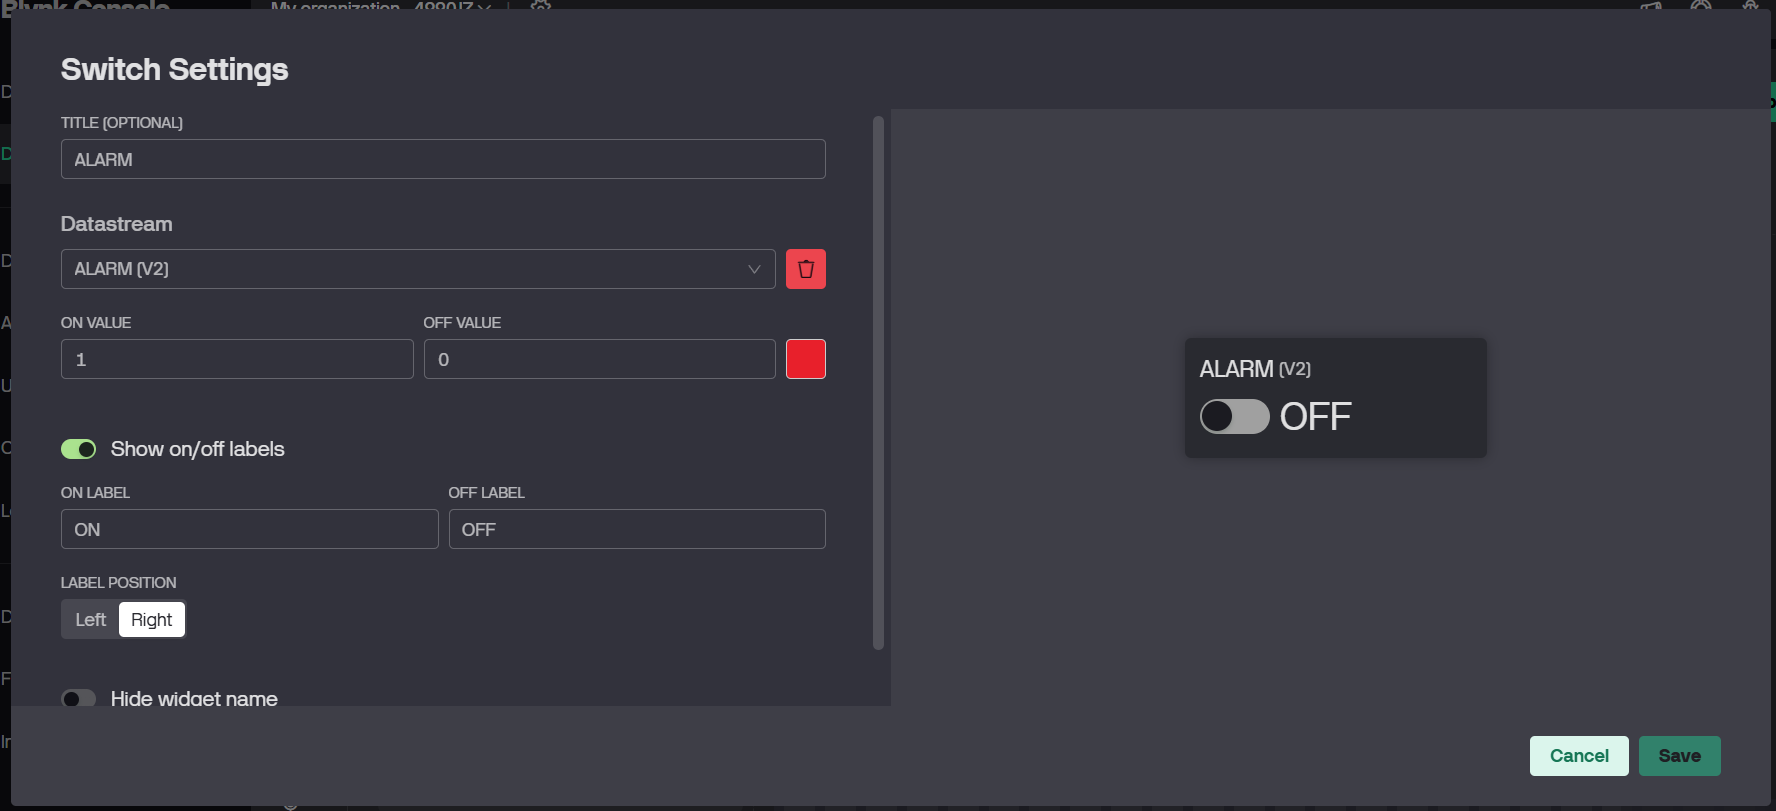 Blynk Console
My organization - 4990JZ
Switch Settings
TITLE (OPTIONAL)
ALARM
Datastream
ALARM (V2)
ON VALUE
OFF VALUE
1
0
Show on/off labels
ON LABEL
OFF LABEL
ON
OFF
LABEL POSITION
Left
Right
Hide widget name
ALARM (V2)
OFF
Cancel
Save